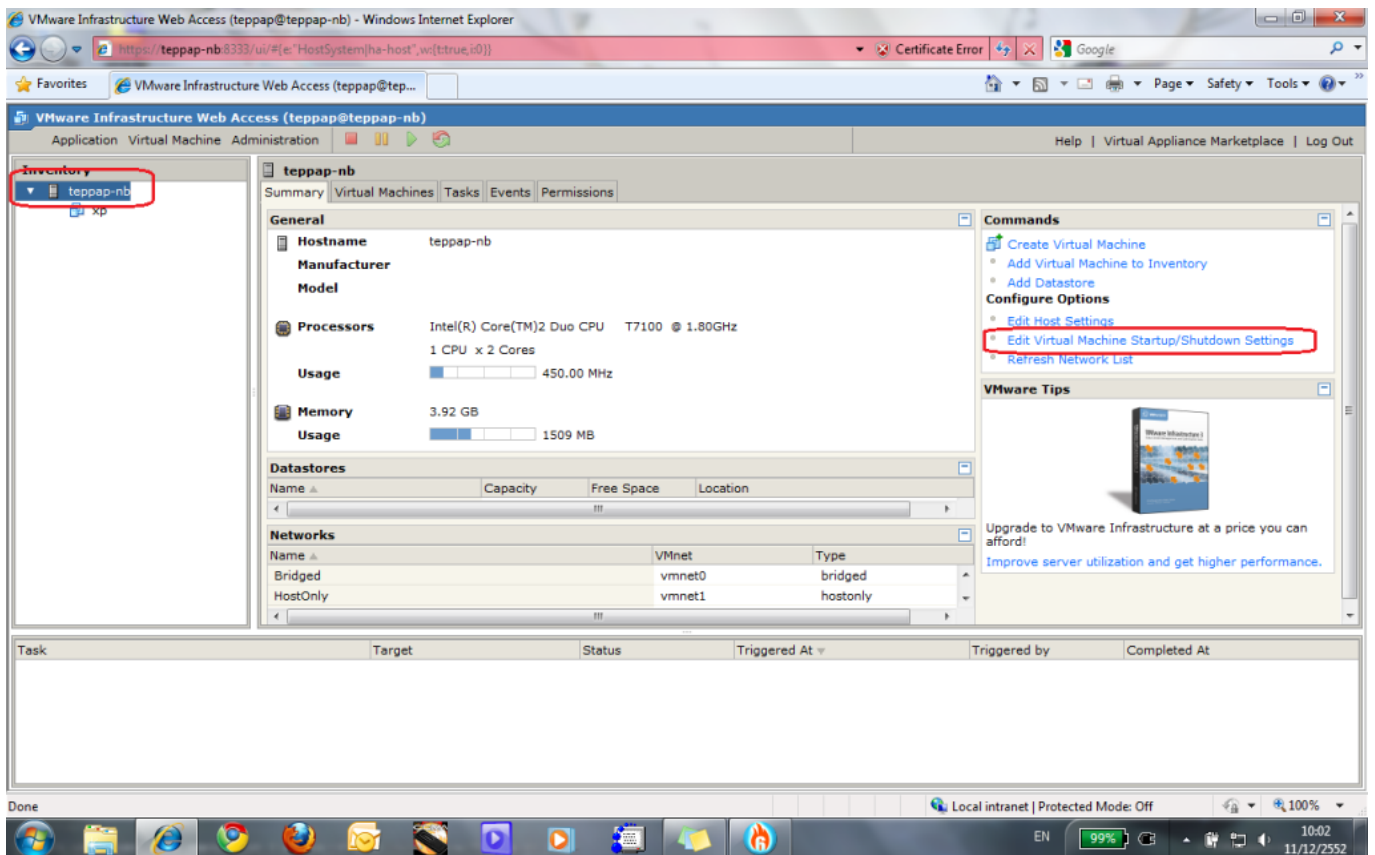 VMware Infrastructure Web Access (teppap@teppap-nb) - Windows Internet Explorer
https://teppap-nb:8333/ui/#{e:"HostSystem|ha-host",w:{t:true,i:0}}
Certificate Error
Google
Favorites
VMware Infrastructure Web Access (teppap@tep...
Page Safety Tools
VMware Infrastructure Web Access (teppap@teppap-nb)
Application Virtual Machine Administration
Help | Virtual Appliance Marketplace | Log Out
Inventory
teppap-nb
xp
teppap-nb
Summary Virtual Machines Tasks Events Permissions
General
Hostname teppap-nb
Manufacturer
Model
Processors Intel(R) Core(TM)2 Duo CPU T7100 @ 1.80GHz
1 CPU x 2 Cores
Usage 450.00 MHz
Memory 3.92 GB
Usage 1509 MB
Datastores
Name Capacity Free Space Location
Networks
Name VMnet Type
Bridged vmnet0 bridged
HostOnly vmnet1 hostonly
Commands
Create Virtual Machine
Add Virtual Machine to Inventory
Add Datastore
Configure Options
Edit Host Settings
Edit Virtual Machine Startup/Shutdown Settings
Refresh Network List
VMware Tips
VMware Infrastructure 3
Upgrade to VMware Infrastructure at a price you can
afford!
Improve server utilization and get higher performance.
Task Target Status Triggered At Triggered by Completed At
Done
Local intranet | Protected Mode: Off
100%
EN
99%
10:02
11/12/2552